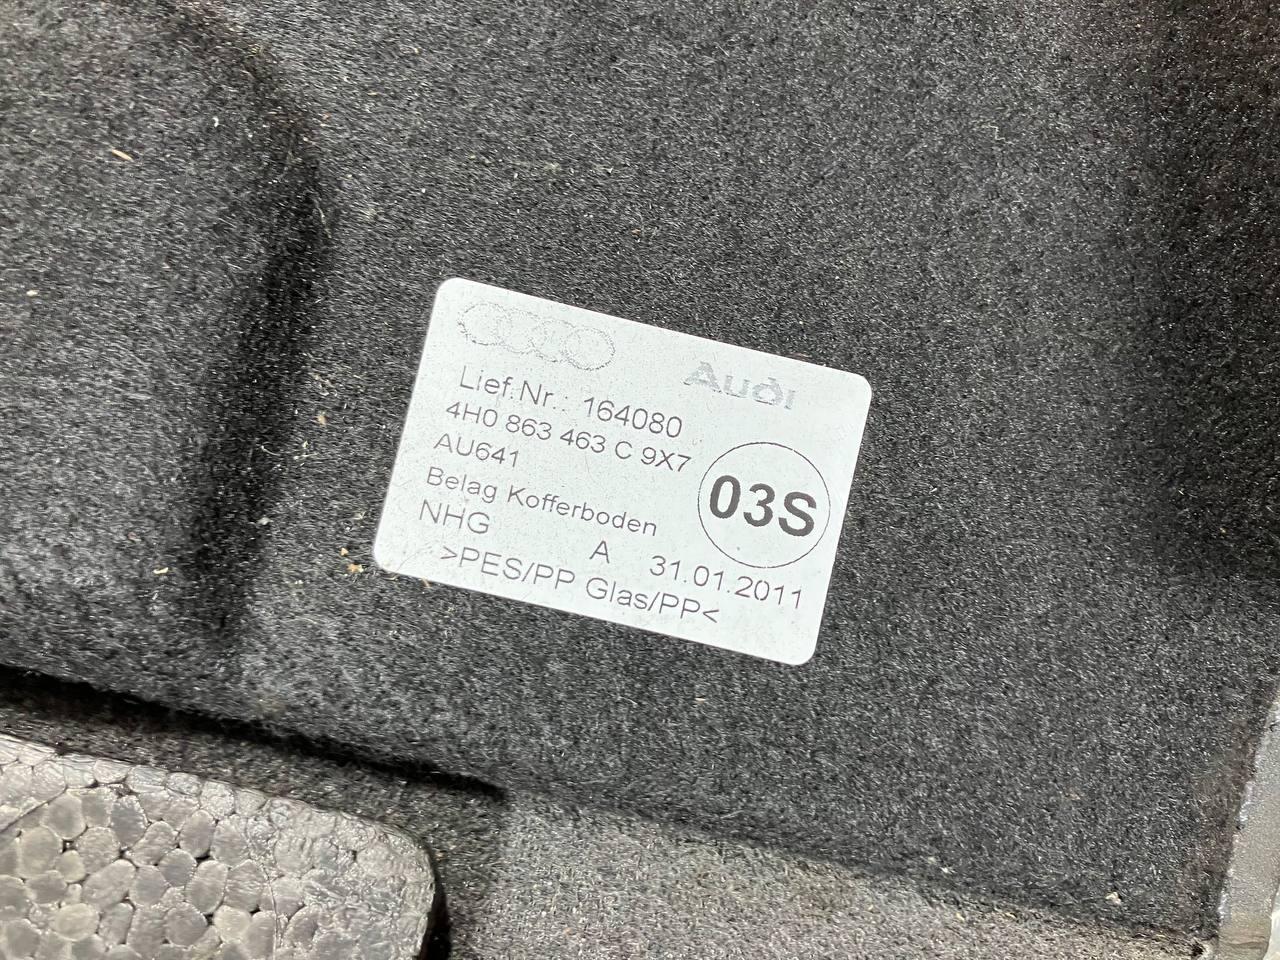 Audi
Lief.Nr.: 164080
4H0 863 463 C 9X7
AU641
03S
Belag Kofferboden
NHG A 31.01.2011
>PES/PP Glas/PP<